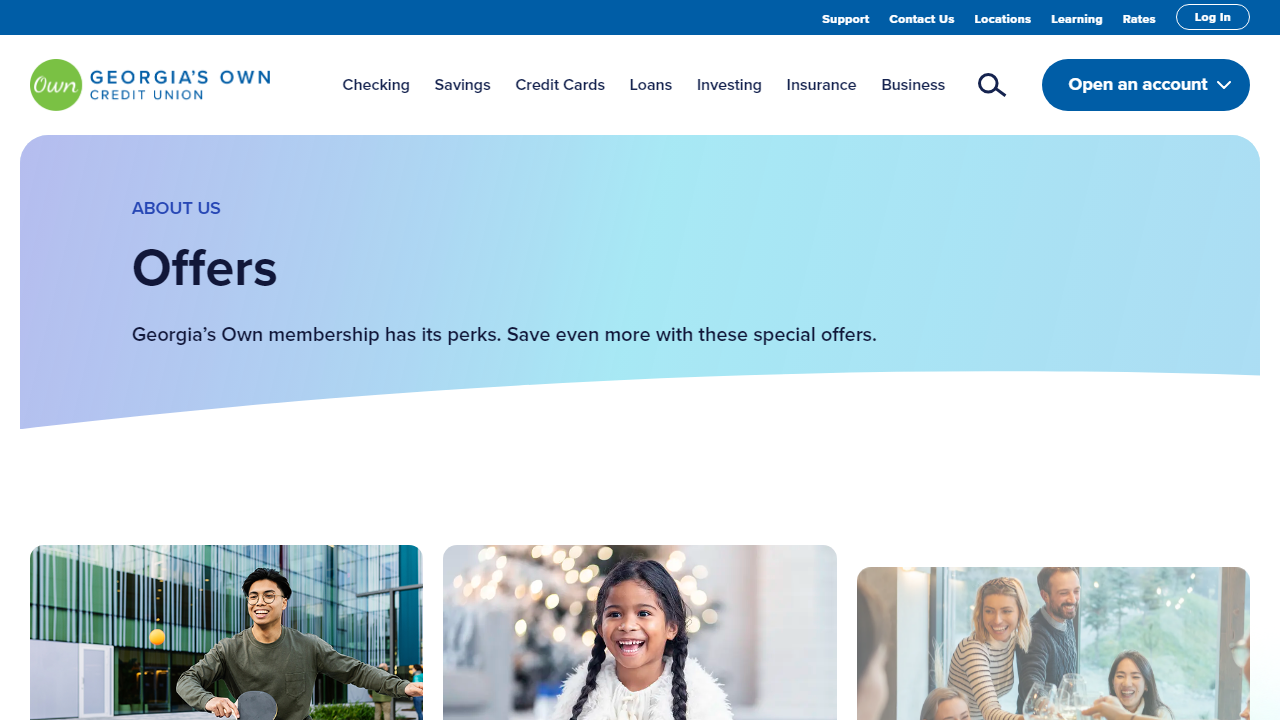 Support Contact Us Locations Learning Rates Log In
Own GEORGIA'S OWN
CREDIT UNION
Checking Savings Credit Cards Loans Investing Insurance Business Open an account
ABOUT US
Offers
Georgia’s Own membership has its perks. Save even more with these special offers.